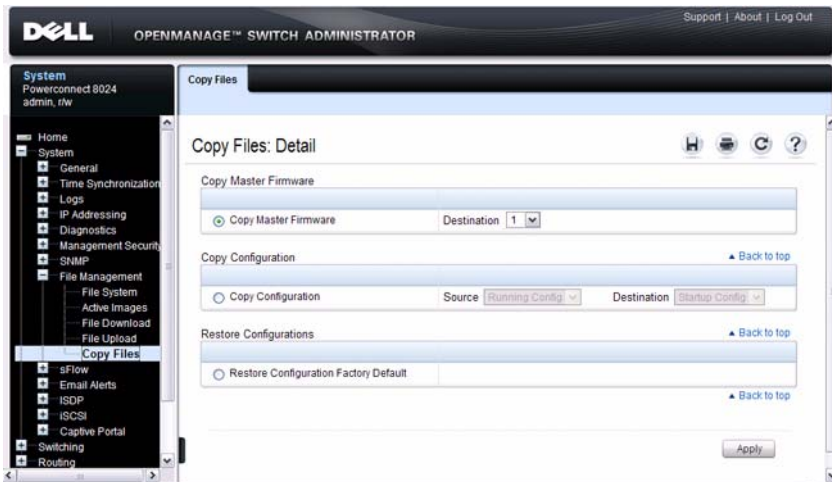 Support | About | Log Out
DELL
OPENMANAGE™ SWITCH ADMINISTRATOR
System
Powerconnect 8024
admin, r/w
Copy Files
Home
System
General
Time Synchronization
Logs
IP Addressing
Diagnostics
Management Security
SNMP
File Management
File System
Active Images
File Download
File Upload
Copy Files
sFlow
Email Alerts
ISDP
iSCSI
Captive Portal
Switching
Routing
Copy Files: Detail
Copy Master Firmware
Copy Master Firmware Destination 1
Copy Configuration Back to top
Copy Configuration Source Running Config Destination Startup Config
Restore Configurations Back to top
Restore Configuration Factory Default
Back to top
Apply